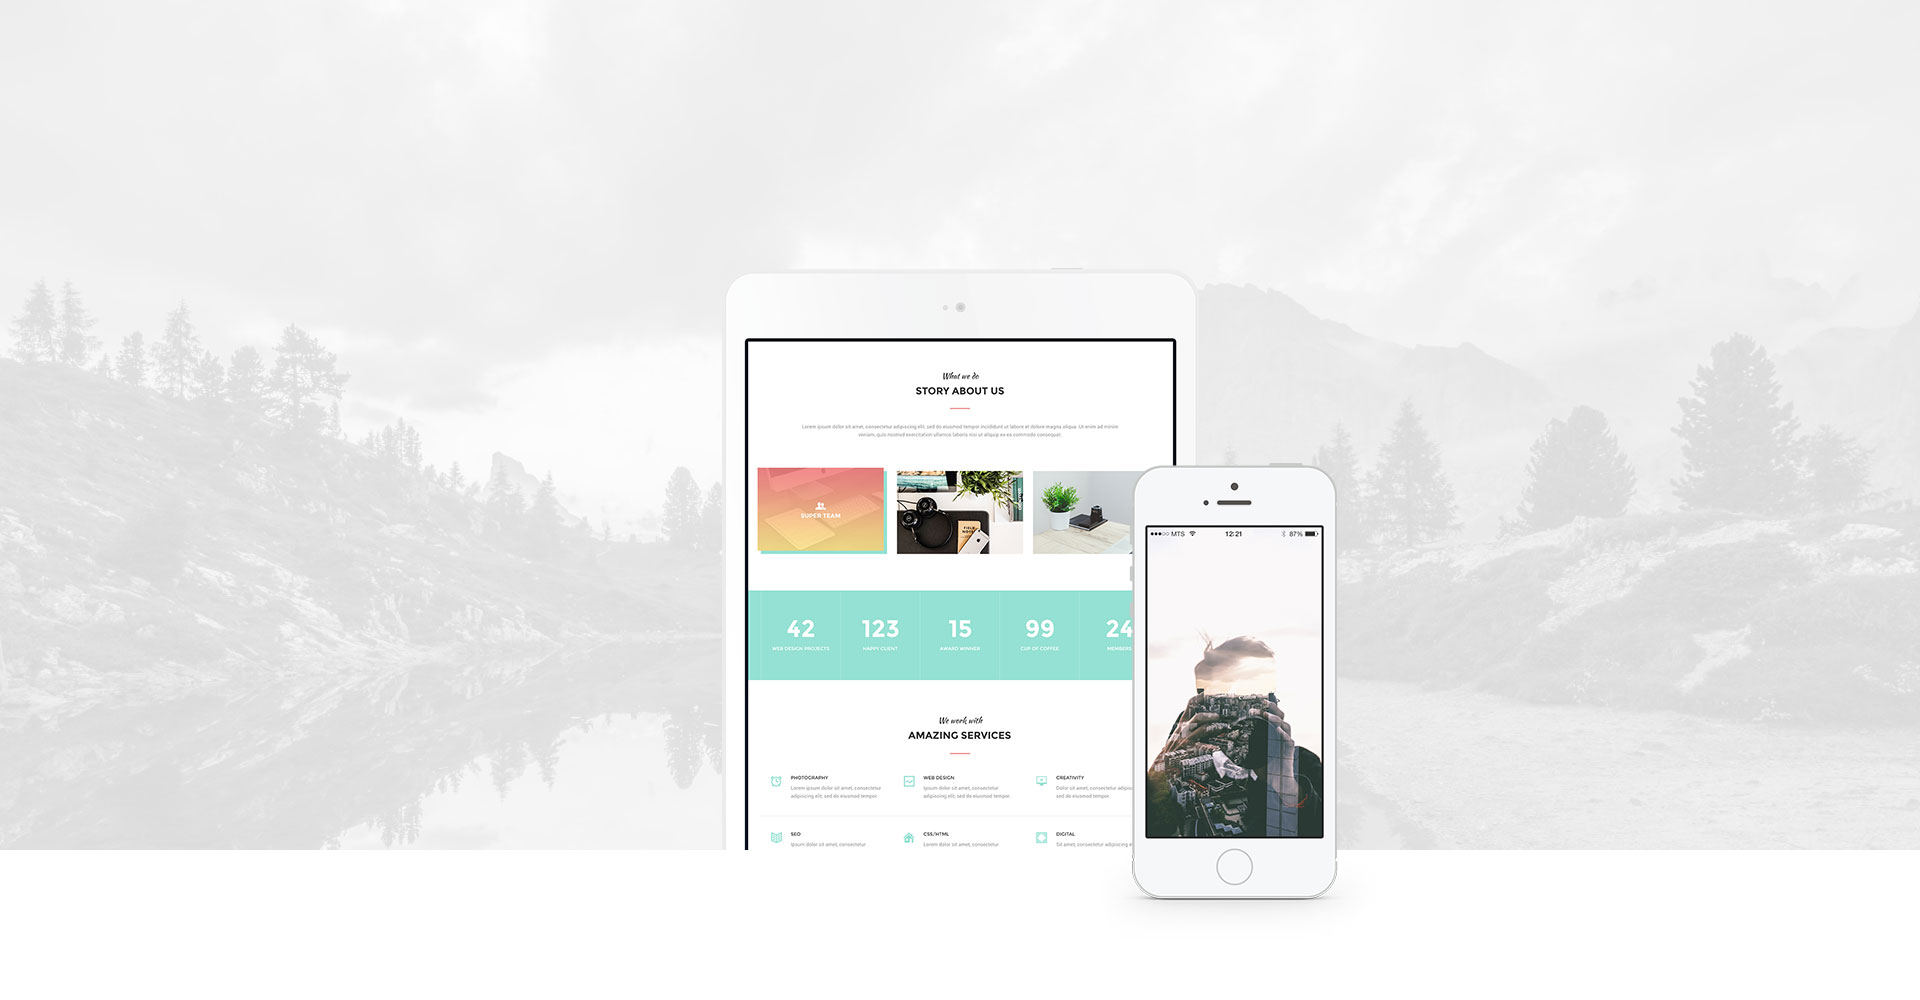 What we do
STORY ABOUT US
Lorem ipsum dolor sit amet, consectetur adipiscing elit, sed do eiusmod tempor incididunt ut labore et dolore magna aliqua. Ut enim ad minim
veniam, quis nostrud exercitation ullamco laboris nisi ut aliquip ex ea commodo consequat.
SUPER TEAM
FIELD
NOTES
42
WEB DESIGN PROJECTS
123
HAPPY CLIENT
15
AWARD WINNER
99
CUP OF COFFEE
24
MEMBERS
We work with
AMAZING SERVICES
PHOTOGRAPHY
Lorem ipsum dolor sit amet, consectetur
adipiscing elit, sed do eiusmod tempor
WEB DESIGN
Lorem ipsum dolor sit amet, consectetur
adipiscing elit, sed do eiusmod tempor.
CREATIVITY
Dolor sit amet, consectetur adipis
sed do eiusmod tempor
SEO
Ipsum dolor sit amet, consectetur
CSS/HTML
Lorem dolor sit amet, consectetur
DIGITAL
Sit amet, consectetur adipiscing e
MTS 12:21 87%